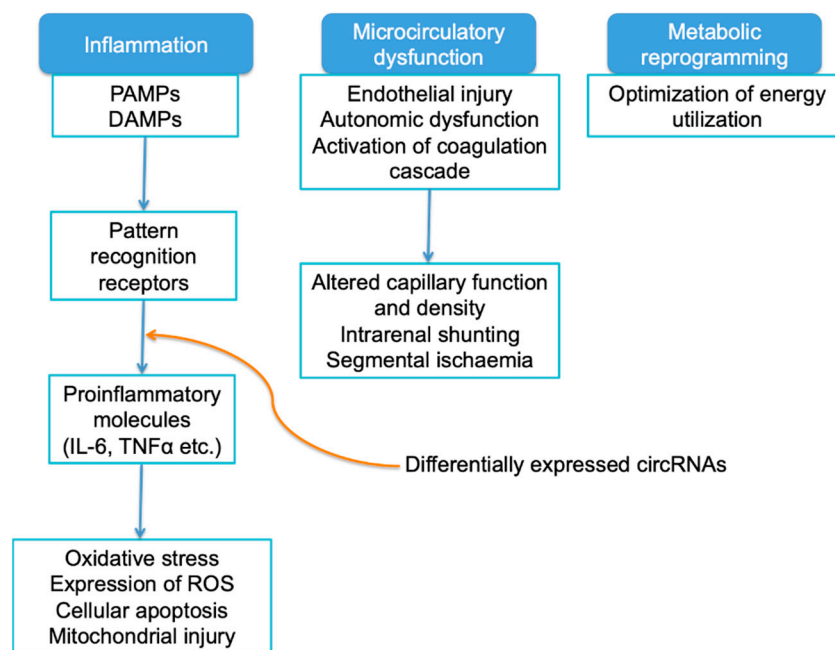 Inflammation
PAMPs
DAMPs
Pattern
recognition
receptors
Proinflammatory
molecules
(IL-6, TNFα etc.)
Oxidative stress
Expression of ROS
Cellular apoptosis
Mitochondrial injury
Microcirculatory
dysfunction
Endothelial injury
Autonomic dysfunction
Activation of coagulation
cascade
Altered capillary function
and density
Intrarenal shunting
Segmental ischaemia
Differentially expressed circRNAs
Metabolic
reprogramming
Optimization of energy
utilization